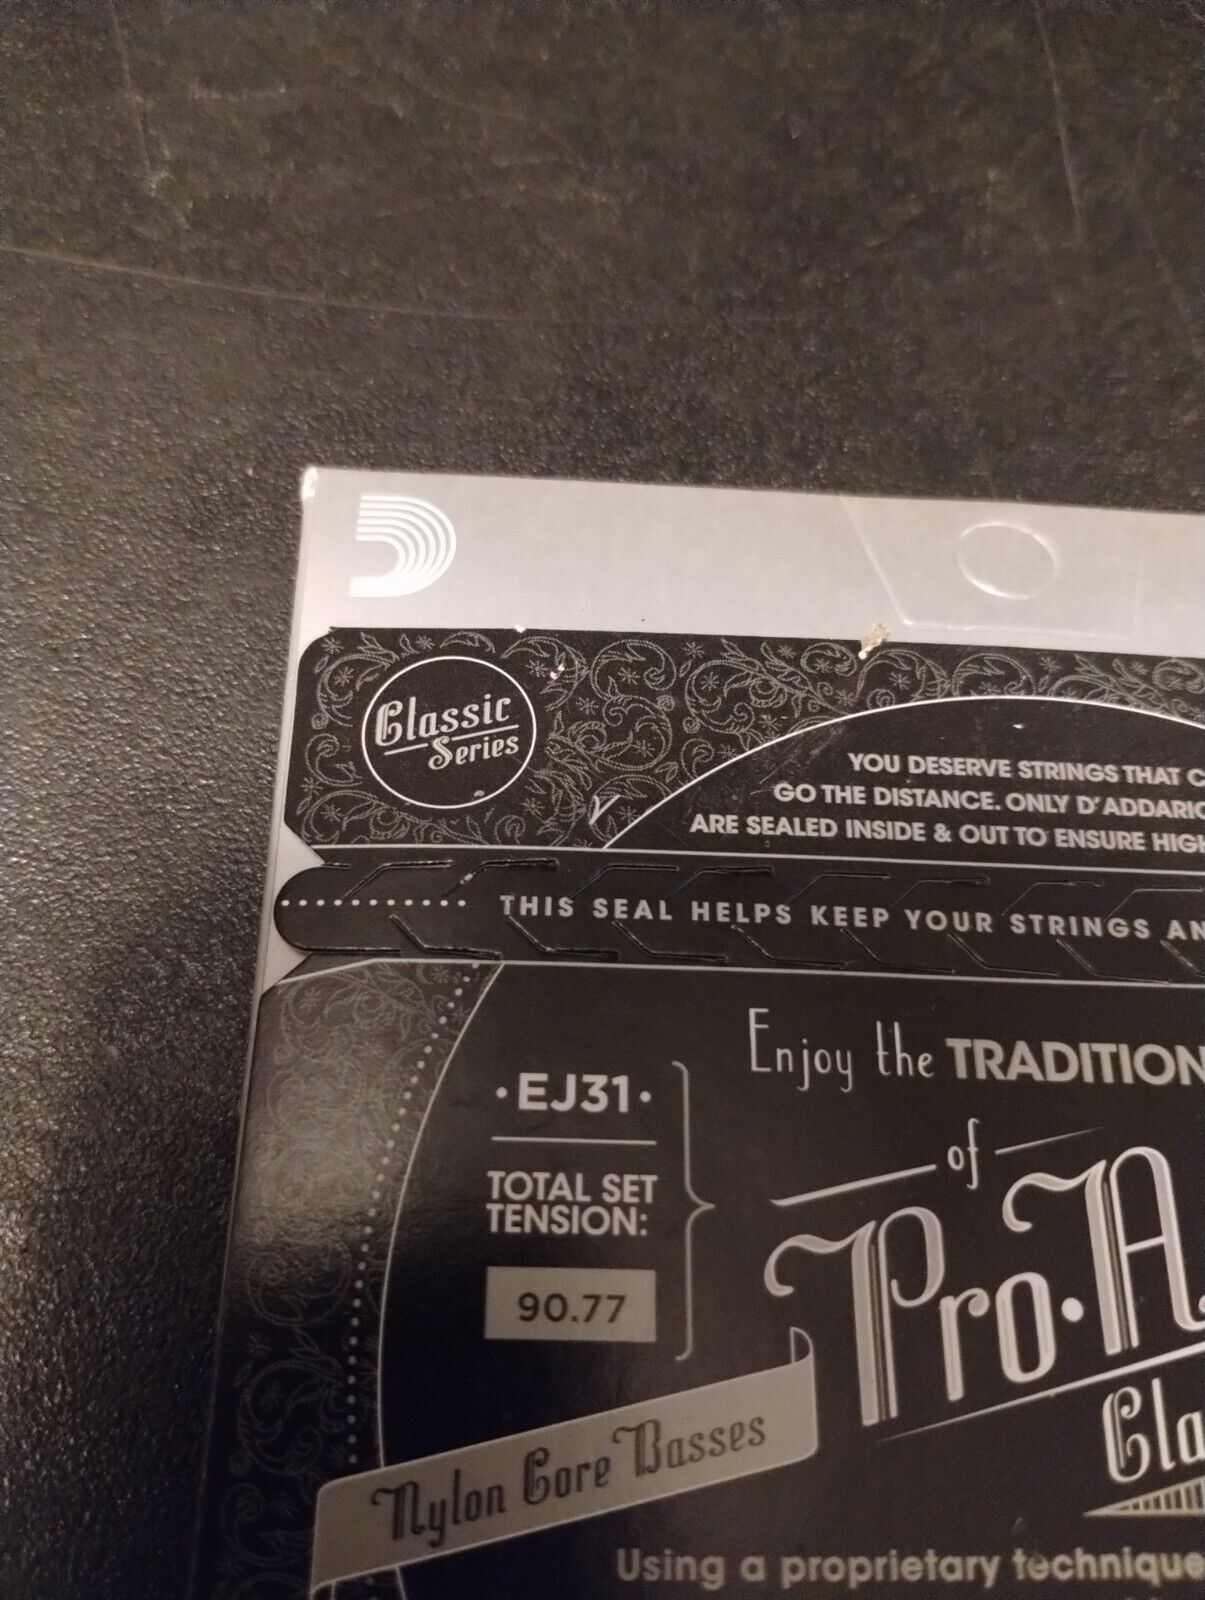 Classic
Series
YOU DESERVE STRINGS THAT C
GO THE DISTANCE. ONLY D'ADDARIO
ARE SEALED INSIDE & OUT TO ENSURE HIGH
THIS SEAL HELPS KEEP YOUR STRINGS AN
Enjoy the TRADITION
of
Pro·A
Cla
·EJ31·
TOTAL SET
TENSION:
90.77
Nylon Core Basses
Using a proprietary technique